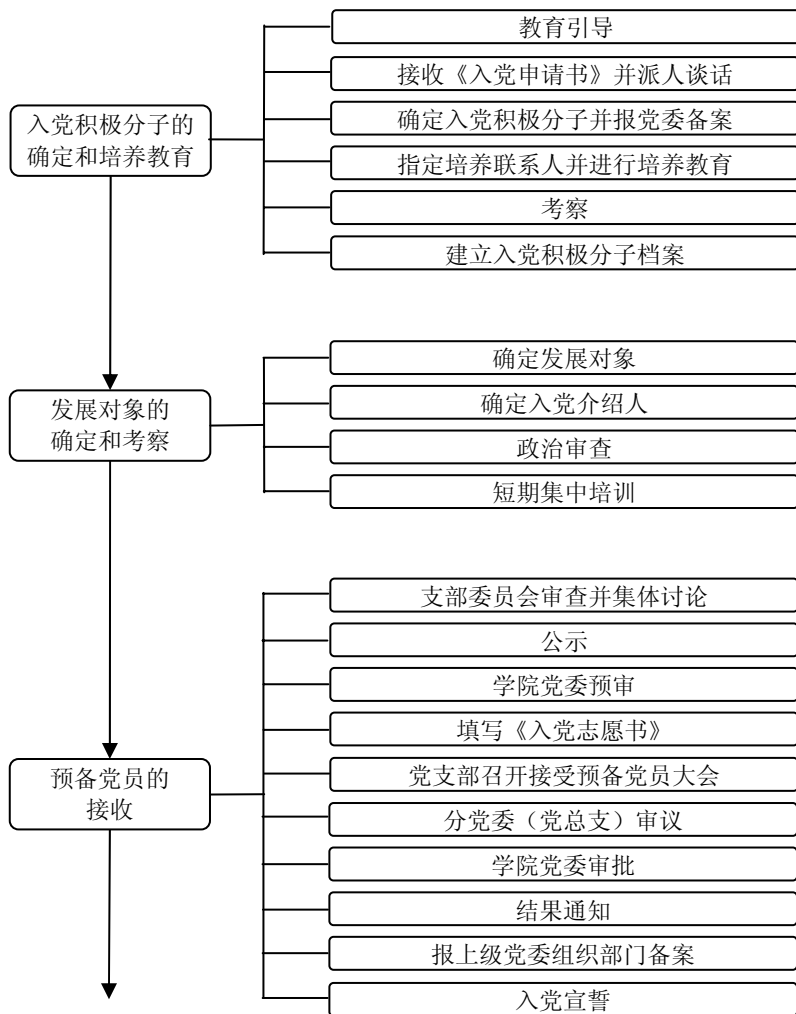 教育引导
接收《入党申请书》并派人谈话
入党积极分子的
确定和培养教育
确定入党积极分子并报党委备案
指定培养联系人并进行培养教育
考察
建立入党积极分子档案
发展对象的
确定和考察
确定发展对象
确定入党介绍人
政治审查
短期集中培训
预备党员的
接收
支部委员会审查并集体讨论
公示
学院党委预审
填写《入党志愿书》
党支部召开接受预备党员大会
分党委（党总支）审议
学院党委审批
结果通知
报上级党委组织部门备案
入党宣誓